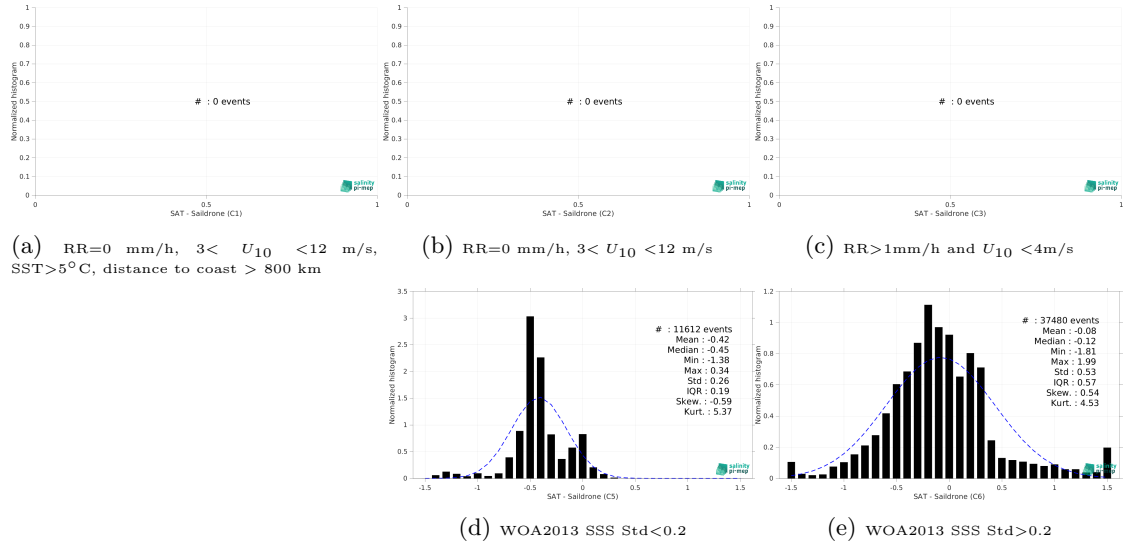 1
0.9
0.8
0.7
0.6
0.5
0.4
0.3
0.2
0.1
0
Normalized histogram
# : 0 events
salinity
pi-mep
0 0.5 1
SAT - Saildrone (C1)
(a) RR=0 mm/h, 3< U10 <12 m/s,
SST>5°C, distance to coast > 800 km
1
0.9
0.8
0.7
0.6
0.5
0.4
0.3
0.2
0.1
0
Normalized histogram
# : 0 events
salinity
pi-mep
0 0.5 1
SAT - Saildrone (C2)
(b) RR=0 mm/h, 3< U10 <12 m/s
1
0.9
0.8
0.7
0.6
0.5
0.4
0.3
0.2
0.1
0
Normalized histogram
# : 0 events
salinity
pi-mep
0 0.5 1
SAT - Saildrone (C3)
(c) RR>1mm/h and U10 <4m/s
3.5
3
2.5
2
1.5
1
0.5
0
Normalized histogram
# : 11612 events
Mean : -0.42
Median : -0.45
Min : -1.38
Max : 0.34
Std : 0.26
IQR : 0.19
Skew. : -0.59
Kurt. : 5.37
salinity
pi-mep
-1.5 -1 -0.5 0 0.5 1 1.5
SAT - Saildrone (C5)
(d) WOA2013 SSS Std<0.2
1.2
1
0.8
0.6
0.4
0.2
0
Normalized histogram
# : 37480 events
Mean : -0.08
Median : -0.12
Min : -1.81
Max : 1.99
Std : 0.53
IQR : 0.57
Skew. : 0.54
Kurt. : 4.53
salinity
pi-mep
-1.5 -1 -0.5 0 0.5 1 1.5
SAT - Saildrone (C6)
(e) WOA2013 SSS Std>0.2